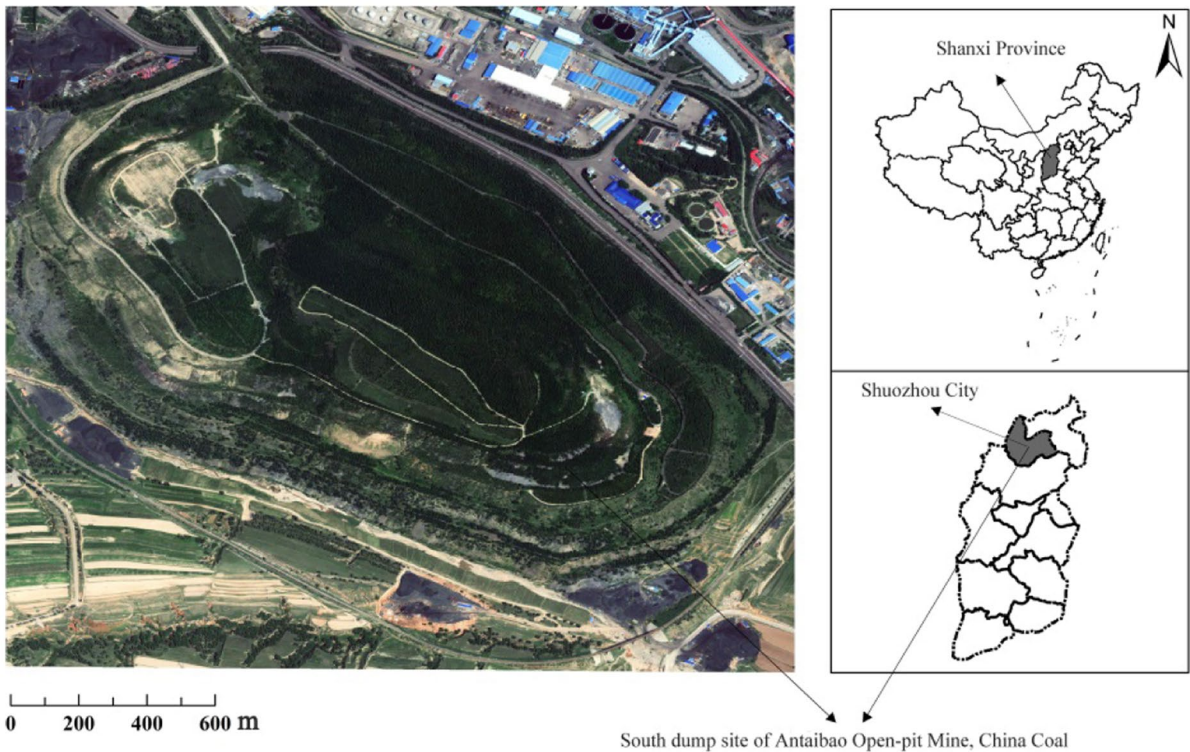 N
Shanxi Province
Shuozhou City
0 200 400 600 m
South dump site of Antaibao Open-pit Mine, China Coal